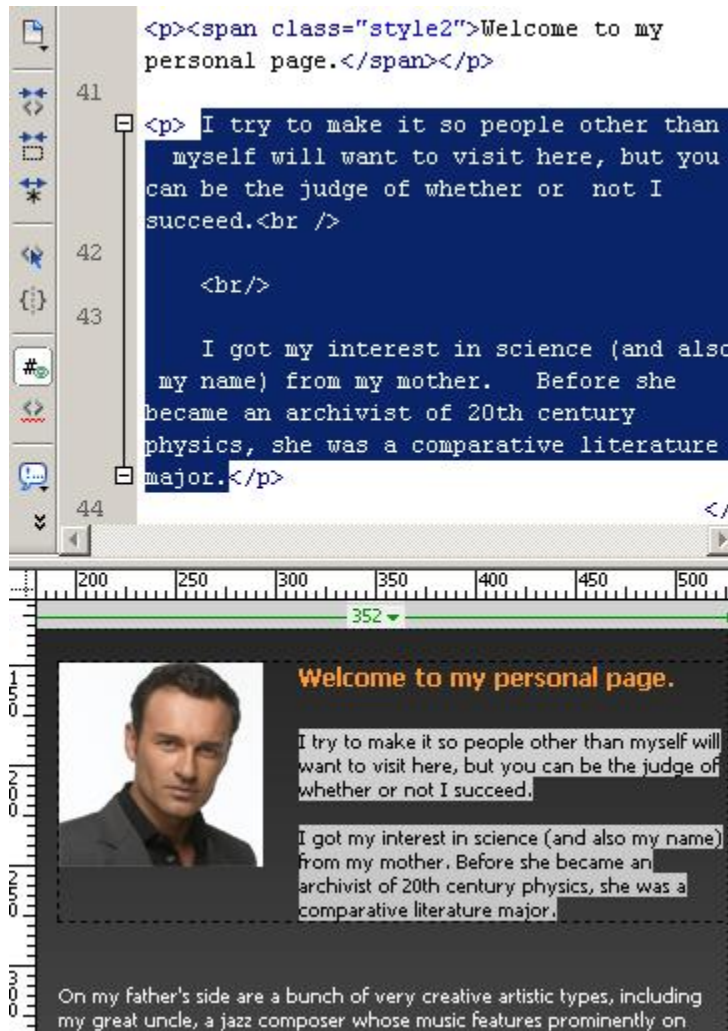 <p><span class="style2">Welcome to my
personal page.</span></p>
41
<p> I try to make it so people other than
myself will want to visit here, but you
can be the judge of whether or  not I
succeed.<br />
42
<br/>
43
I got my interest in science (and also
my name) from my mother.   Before she
became an archivist of 20th century
physics, she was a comparative literature
major.</p>
44
</
200 250 300 350 400 450 500
352
150
Welcome to my personal page.
I try to make it so people other than myself will
want to visit here, but you can be the judge of
whether or not I succeed.
200
I got my interest in science (and also my name)
from my mother. Before she became an
archivist of 20th century physics, she was a
comparative literature major.
250
300
On my father's side are a bunch of very creative artistic types, including
my great uncle, a jazz composer whose music features prominently on